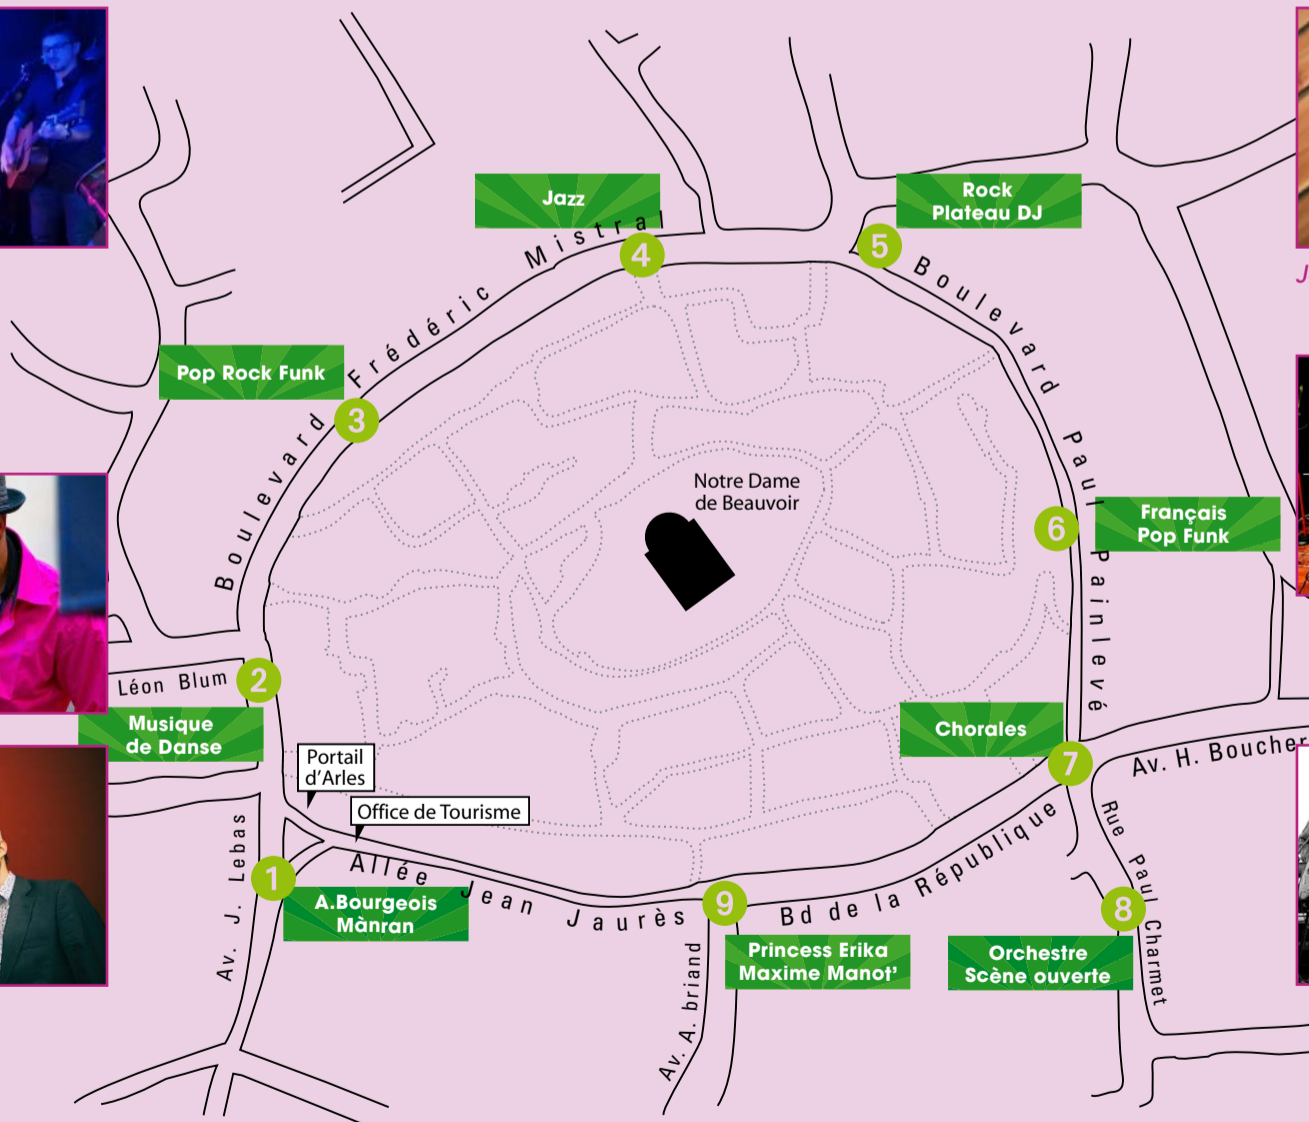 Jazz
Rock
Plateau DJ
4
5
Boulevard Frédéric Mistral
Boulevard Paul Painlevé
Pop Rock Funk
3
Notre Dame
de Beauvoir
6
Français
Pop Funk
Léon Blum
2
Musique
de Danse
Portail
d’Arles
Office de Tourisme
Chorales
7
Av. H. Boucher
Av. J. Lebas
1
A.Bourgeois
Mànran
Allée Jean Jaurès
9
Bd de la République
Rue Paul Charmet
8
Princess Erika
Maxime Manot’
Orchestre
Scène ouverte
Av. A. briand